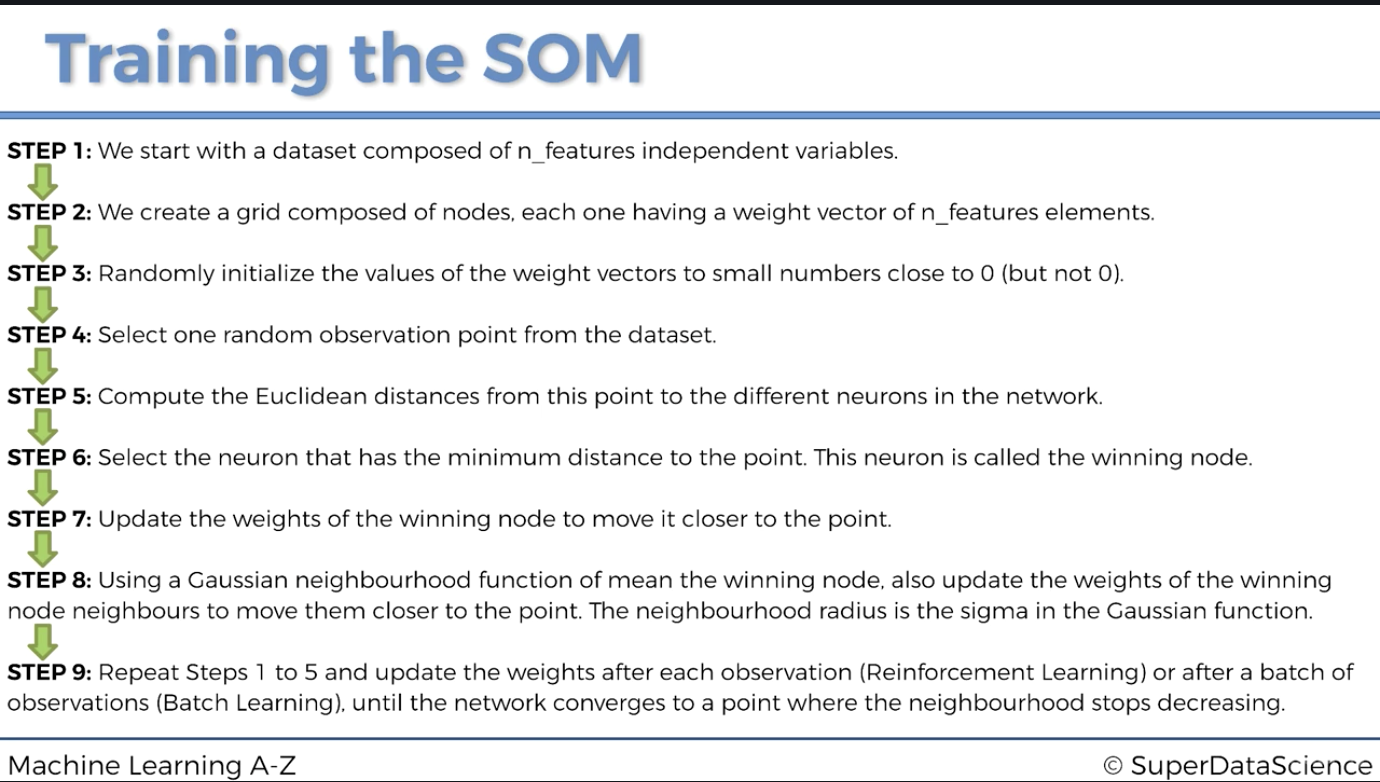 Training the SOM
STEP 1: We start with a dataset composed of n_features independent variables.
STEP 2: We create a grid composed of nodes, each one having a weight vector of n_features elements.
STEP 3: Randomly initialize the values of the weight vectors to small numbers close to 0 (but not 0).
STEP 4: Select one random observation point from the dataset.
STEP 5: Compute the Euclidean distances from this point to the different neurons in the network.
STEP 6: Select the neuron that has the minimum distance to the point. This neuron is called the winning node.
STEP 7: Update the weights of the winning node to move it closer to the point.
STEP 8: Using a Gaussian neighbourhood function of mean the winning node, also update the weights of the winning
node neighbours to move them closer to the point. The neighbourhood radius is the sigma in the Gaussian function.
STEP 9: Repeat Steps 1 to 5 and update the weights after each observation (Reinforcement Learning) or after a batch of
observations (Batch Learning), until the network converges to a point where the neighbourhood stops decreasing.
Machine Learning A-Z
© SuperDataScience